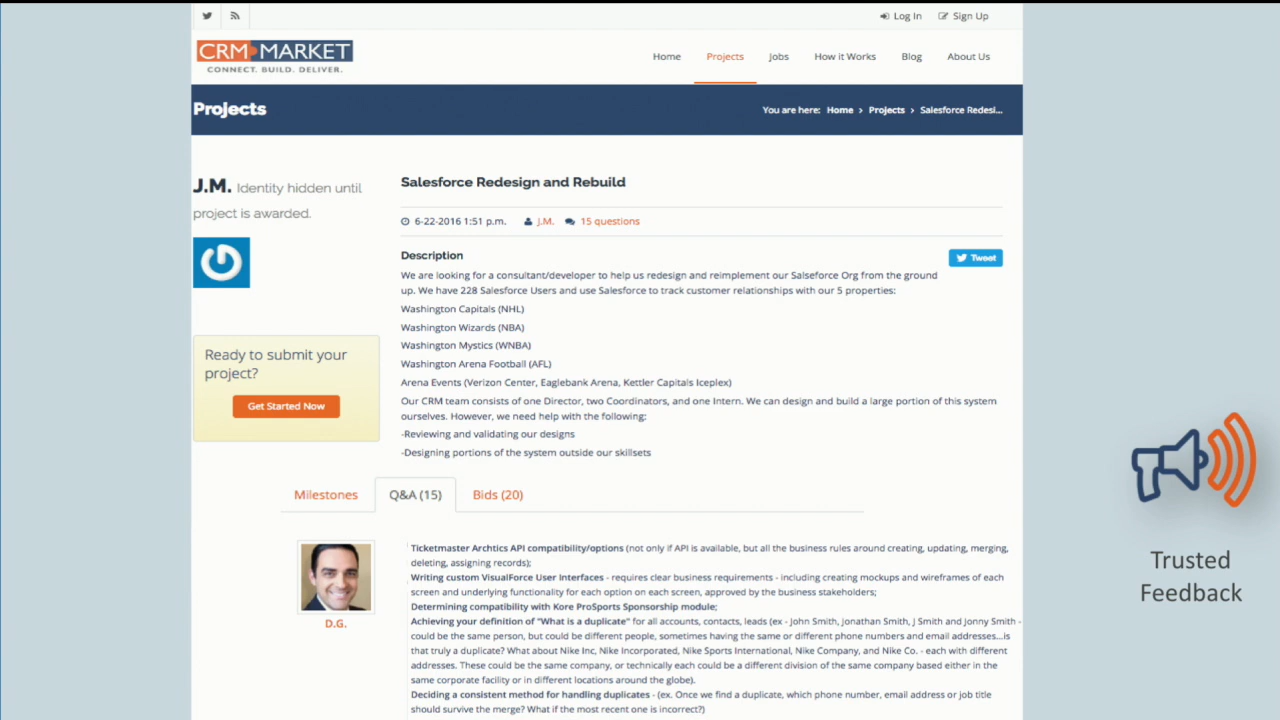 Log In Sign Up
CRM MARKET
CONNECT. BUILD. DELIVER.
Home Projects Jobs How it Works Blog About Us
Projects
You are here: Home > Projects > Salesforce Redesi...
J.M. Identity hidden until
project is awarded.
Salesforce Redesign and Rebuild
6-22-2016 1:51 p.m. J.M. 15 questions
Description
Tweet
We are looking for a consultant/developer to help us redesign and reimplement our Salseforce Org from the ground
up. We have 228 Salesforce Users and use Salesforce to track customer relationships with our 5 properties:
Washington Capitals (NHL)
Washington Wizards (NBA)
Washington Mystics (WNBA)
Washington Arena Football (AFL)
Arena Events (Verizon Center, Eaglebank Arena, Kettler Capitals Iceplex)
Our CRM team consists of one Director, two Coordinators, and one Intern. We can design and build a large portion of this system
ourselves. However, we need help with the following:
-Reviewing and validating our designs
-Designing portions of the system outside our skillsets
Ready to submit your
project?
Get Started Now
Milestones Q&A (15) Bids (20)
D.G.
Ticketmaster Archtics API compatibility/options (not only if API is available, but all the business rules around creating, updating, merging,
deleting, assigning records);
Writing custom VisualForce User Interfaces - requires clear business requirements - including creating mockups and wireframes of each
screen and underlying functionality for each option on each screen, approved by the business stakeholders;
Determining compatibility with Kore ProSports Sponsorship module;
Achieving your definition of "What is a duplicate" for all accounts, contacts, leads (ex - John Smith, Jonathan Smith, J Smith and Jonny Smith -
could be the same person, but could be different people, sometimes having the same or different phone numbers and email addresses...is
that truly a duplicate? What about Nike Inc, Nike Incorporated, Nike Sports International, Nike Company, and Nike Co. - each with different
addresses. These could be the same company, or technically each could be a different division of the same company based either in the
same corporate facility or in different locations around the globe).
Deciding a consistent method for handling duplicates - (ex. Once we find a duplicate, which phone number, email address or job title
should survive the merge? What if the most recent one is incorrect?)
Trusted
Feedback